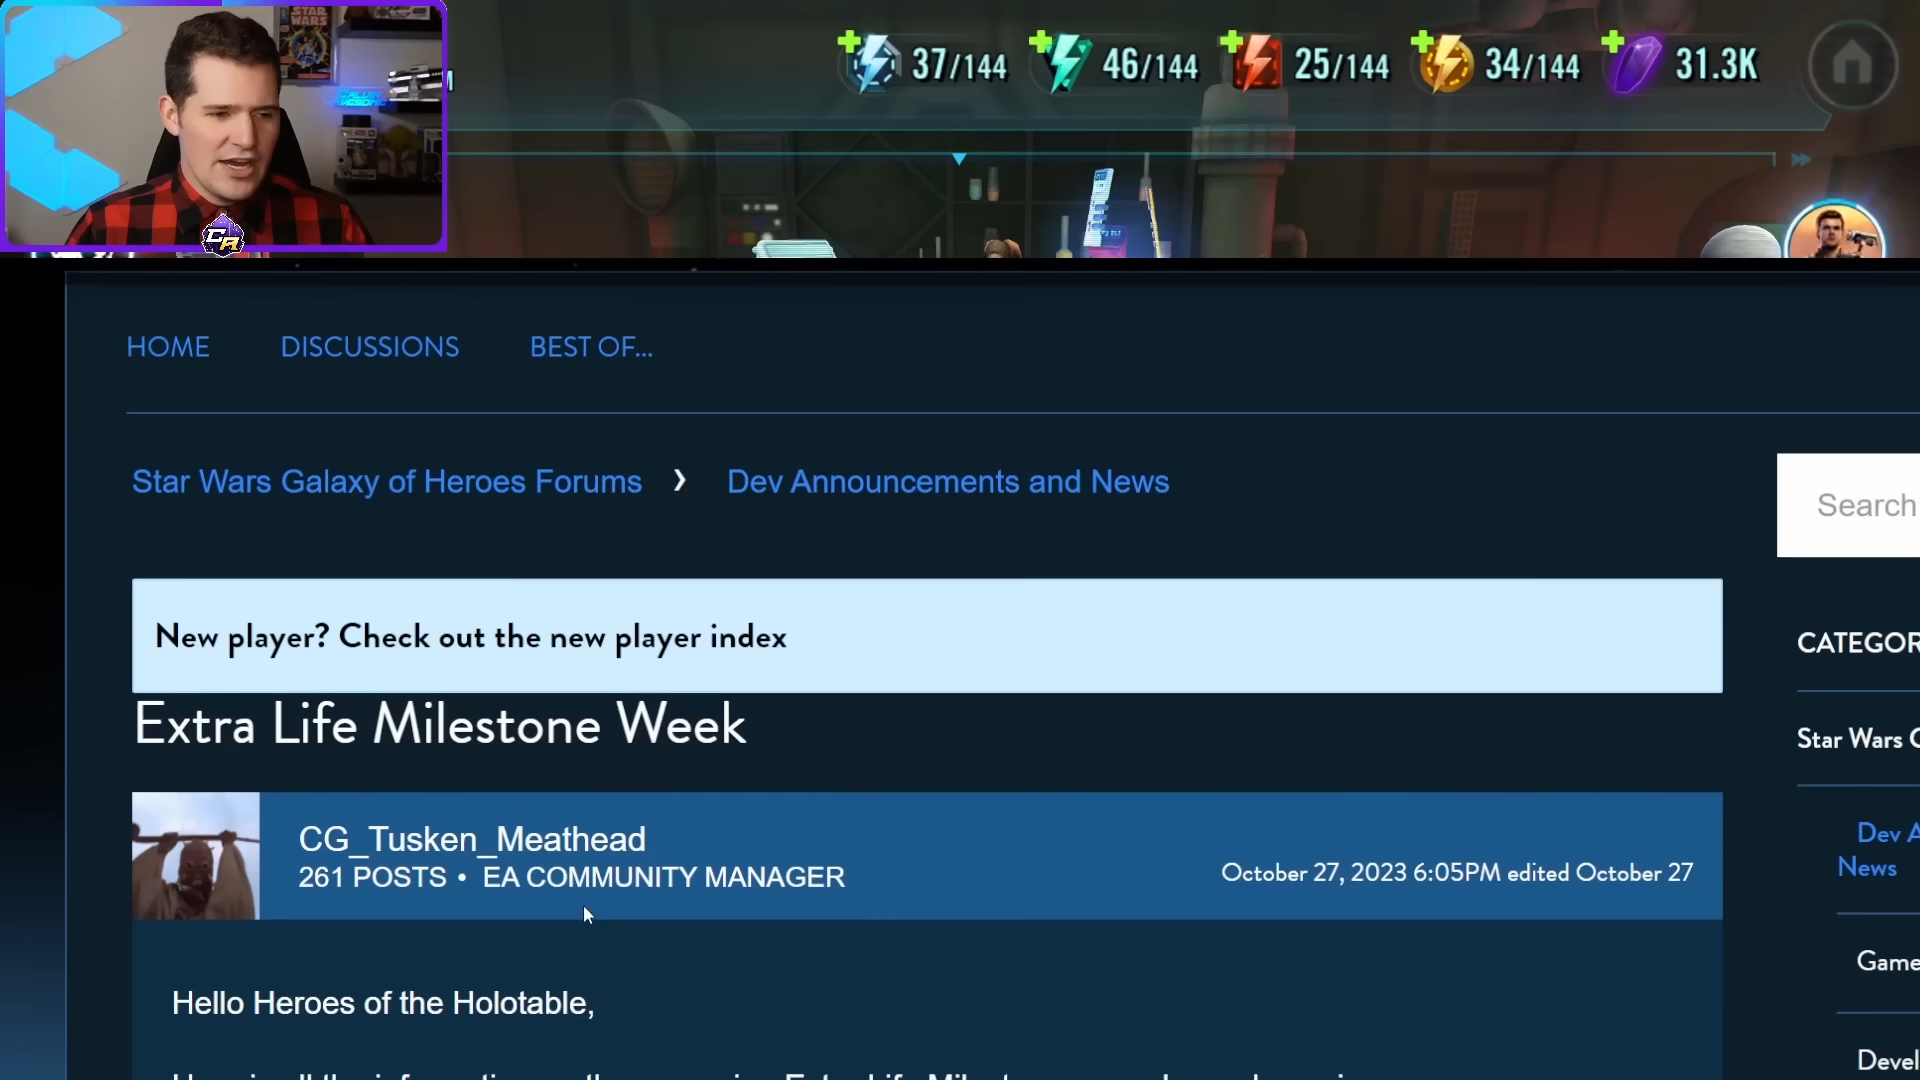 37/144
46/144
25/144
34/144
31.3K
HOME
DISCUSSIONS
BEST OF...
Star Wars Galaxy of Heroes Forums ❯ Dev Announcements and News
Search
New player? Check out the new player index
CATEGOR
Extra Life Milestone Week
Star Wars
CG_Tusken_Meathead
261 POSTS • EA COMMUNITY MANAGER
October 27, 2023 6:05PM edited October 27
Dev A
News
Game
Hello Heroes of the Holotable,
Devel
STAR
WARS
CR